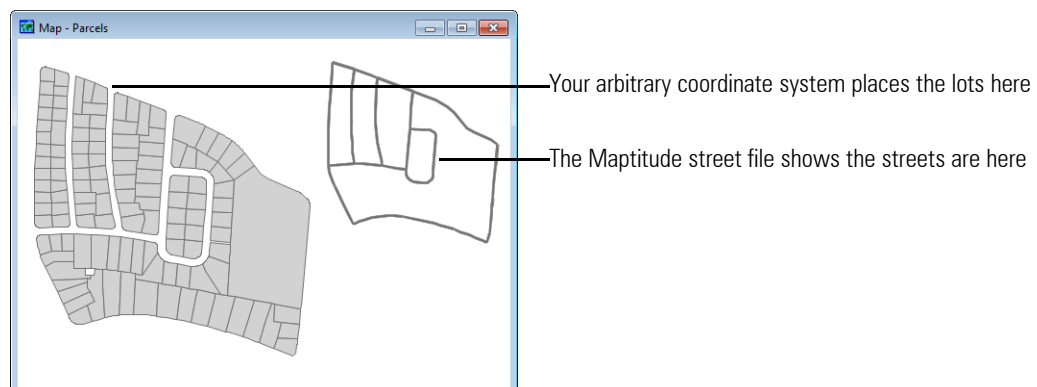 Map - Parcels
Your arbitrary coordinate system places the lots here
The Maptitude street file shows the streets are here